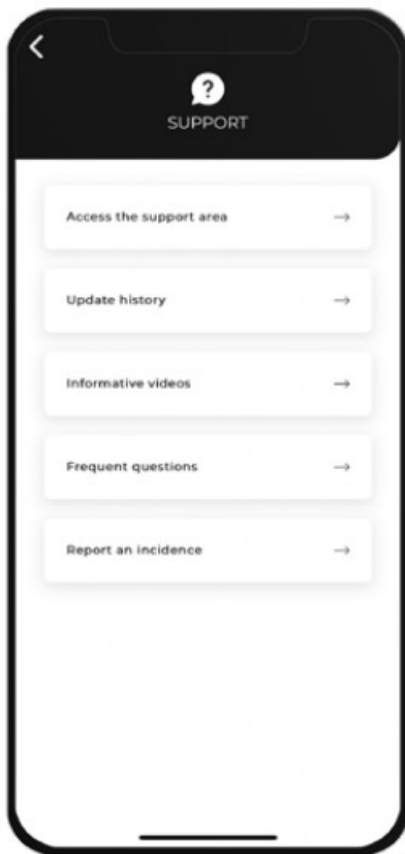 ?
SUPPORT
Access the support area
Update history
Informative videos
Frequent questions
Report an incidence